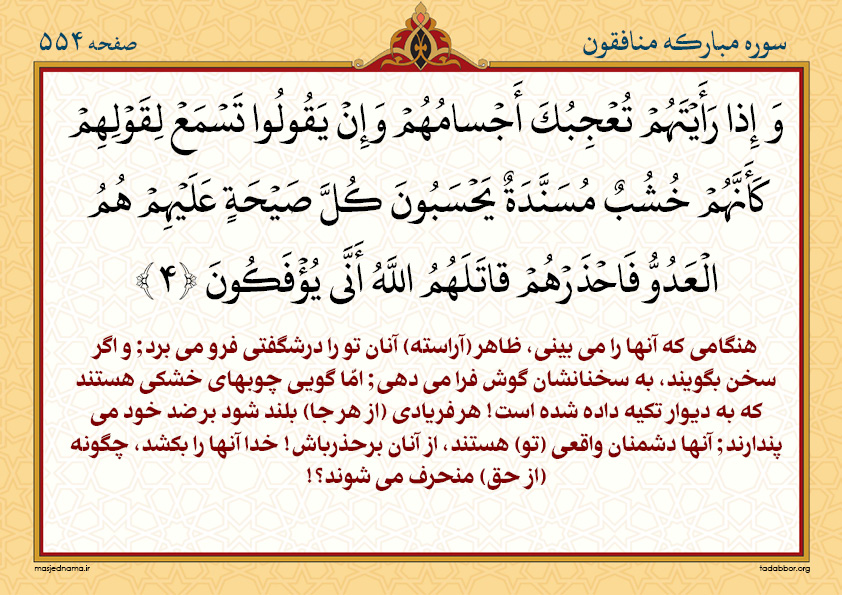 سوره مبارکه منافقون
صفحه ۵۵۴
وَ إِذا رَأَيْتَهُمْ تُعْجِبُكَ أَجْسامُهُمْ وَإِنْ يَقُولُوا تَسْمَعْ لِقَوْلِهِمْ
كَأَنَّهُمْ خُشُبٌ مُسَنَّدَةٌ يَحْسَبُونَ كُلَّ صَيْحَةٍ عَلَيْهِمْ هُمُ
الْعَدُوُّ فَاحْذَرْهُمْ قاتَلَهُمُ اللَّهُ أَنَّى يُؤْفَكُونَ ﴿۴﴾
هنگامی که آنها را می بینی، ظاهر (آراسته) آنان تو را درشگفتی فرو می برد; و اگر
سخن بگویند، به سخنانشان گوش فرا می دهی; امّا گویی چوبهای خشکی هستند
که به دیوار تکیه داده شده است! هر فریادی (از هر جا) بلند شود بر ضد خود می
پندارند; آنها دشمنان واقعی (تو) هستند، از آنان برحذرباش! خدا آنها را بکشد، چگونه
(از حق) منحرف می شوند؟!
masjednama.ir
tadabbor.org